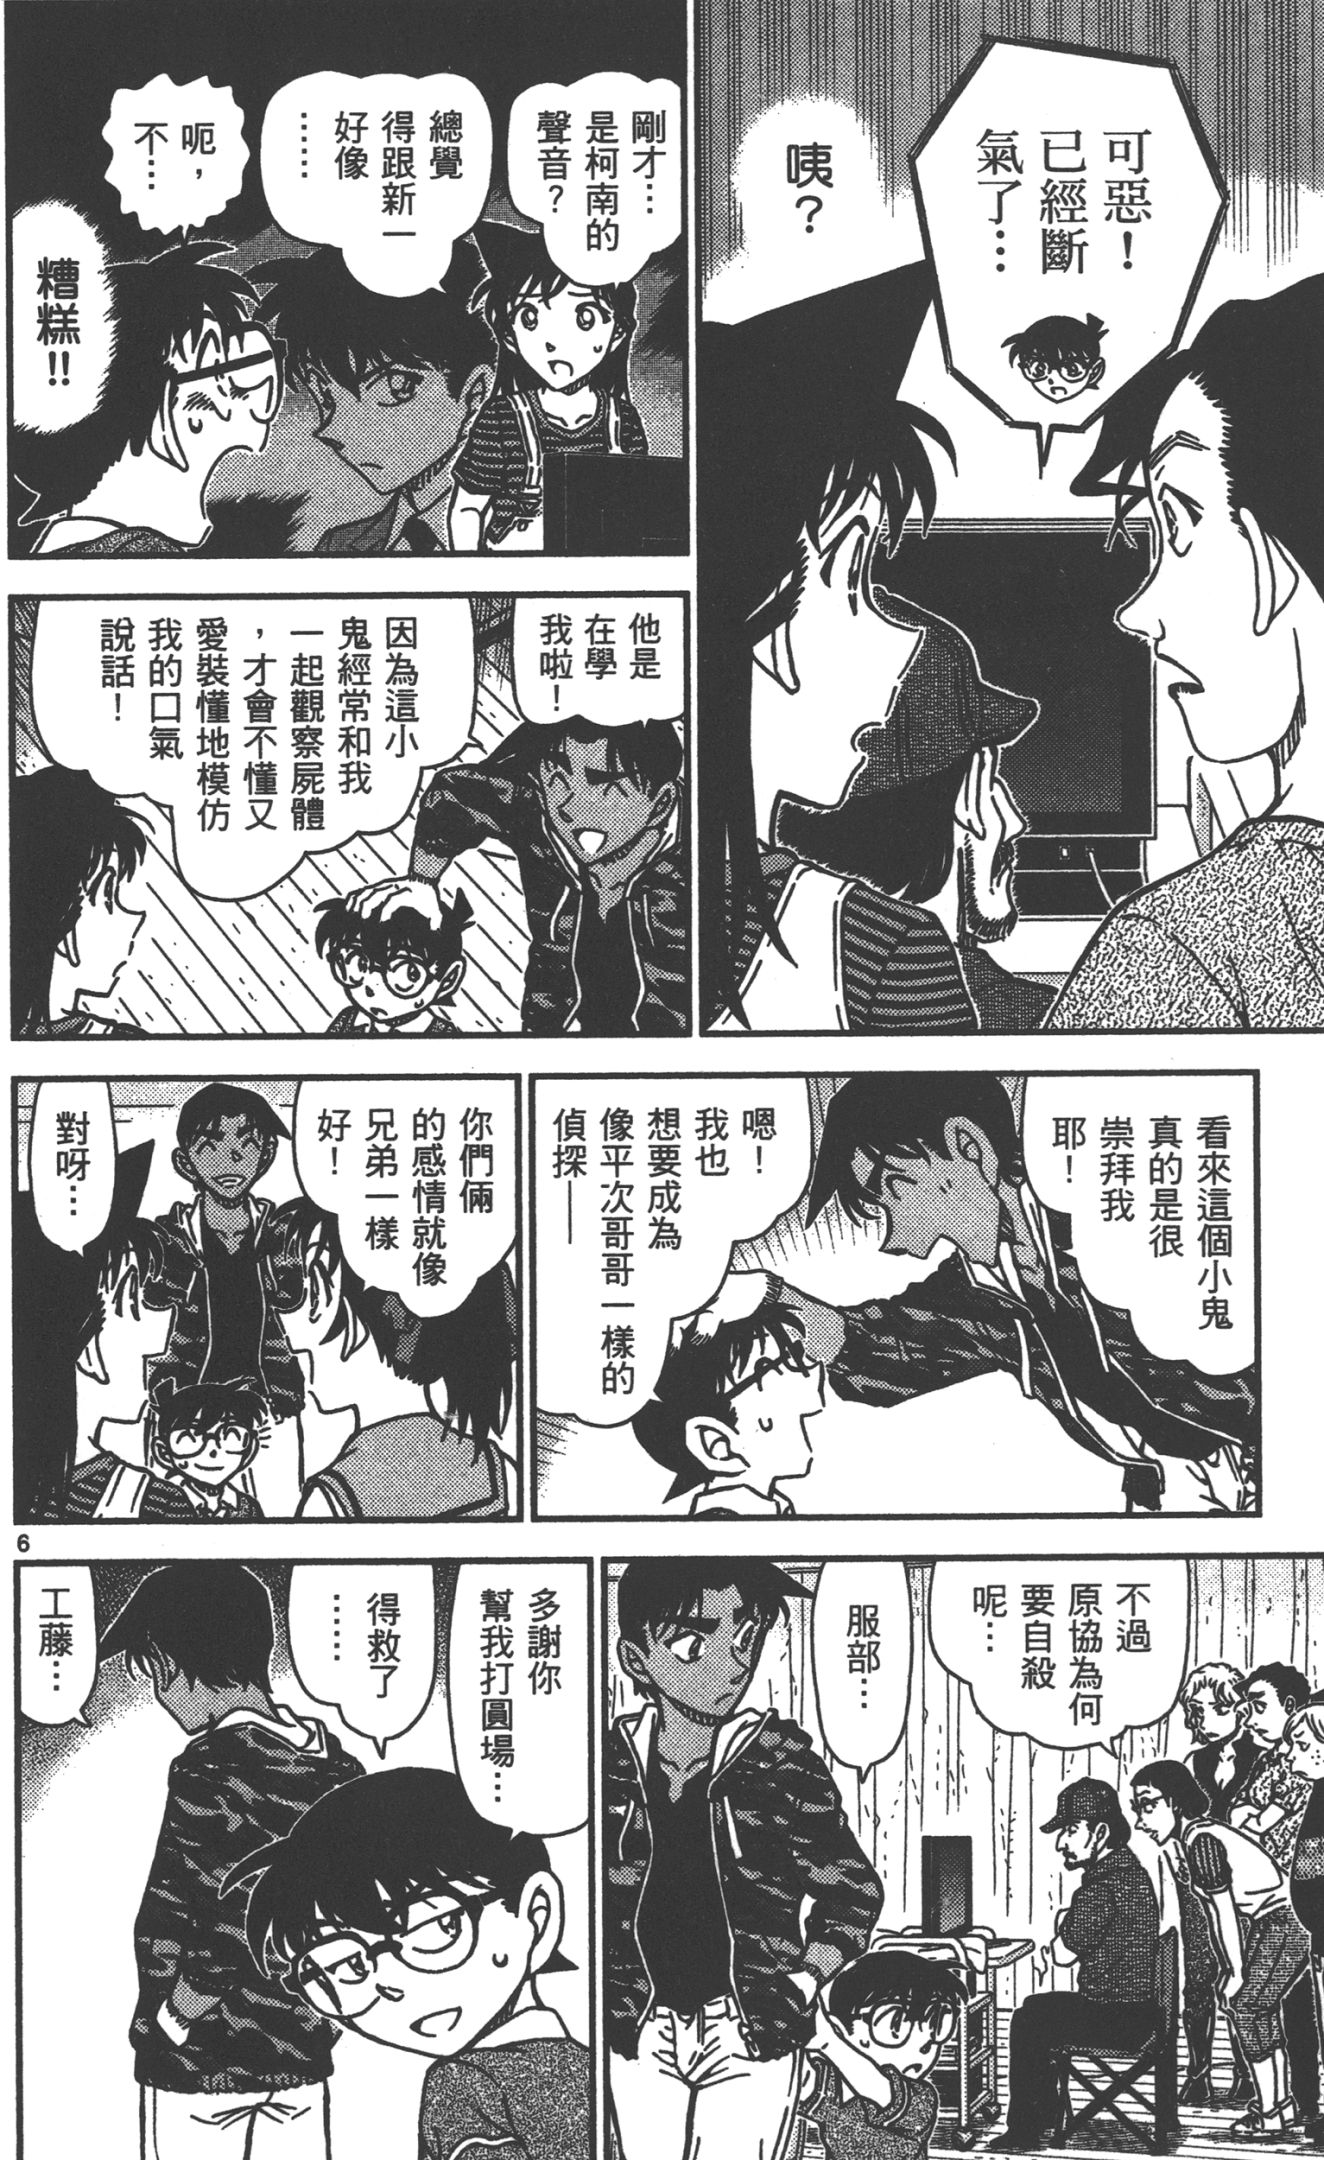 可惡！
已經斷
氣了…
咦？
剛才…
是柯南的
聲音？
總覺
得跟新一
好像
……
呃，
不…
糟糕!!
他是
在學
我啦！
因為這小
鬼經常和我
一起觀察屍體
，才會不懂又
愛裝懂地模仿
我的口氣
說話！
看來這個小鬼
真的是很
崇拜我
耶！
嗯！
我也
想要成為
像平次哥哥一樣的
偵探——
你們倆
的感情就像
兄弟一樣
好！
對呀…
6
不過
原協為何
要自殺
呢…
服部…
多謝你
幫我打圓場…
得救了
……
工藤…